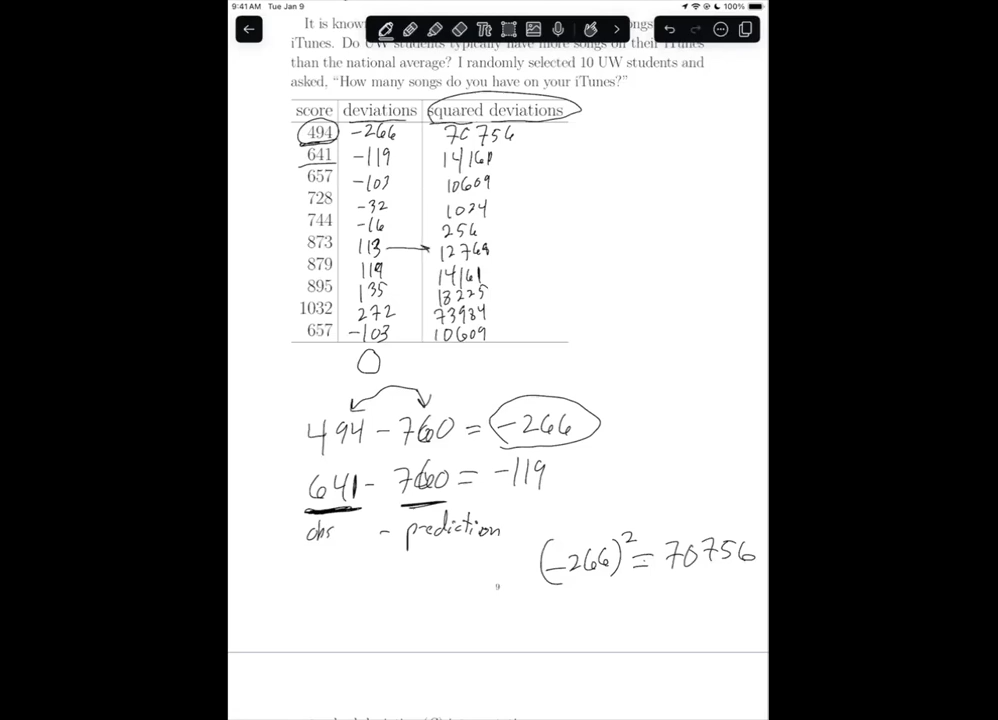 9:41 AM Tue Jan 9 100%
It is know ongs
Tt
iTunes. Do UW students typically have more songs on their iTunes
than the national average? I randomly selected 10 UW students and
asked, "How many songs do you have on your iTunes?"
score deviations squared deviations
494 -266 70756
641 -119 14161
657 -103 10609
728 -32 1024
744 -16 256
873 113 → 12769
879 119 14161
895 135 18225
1032 272 73984
657 -103 10609
0
494 - 760 = -266
641 - 760 = -119
obs - prediction
(-266)² = 70756
9